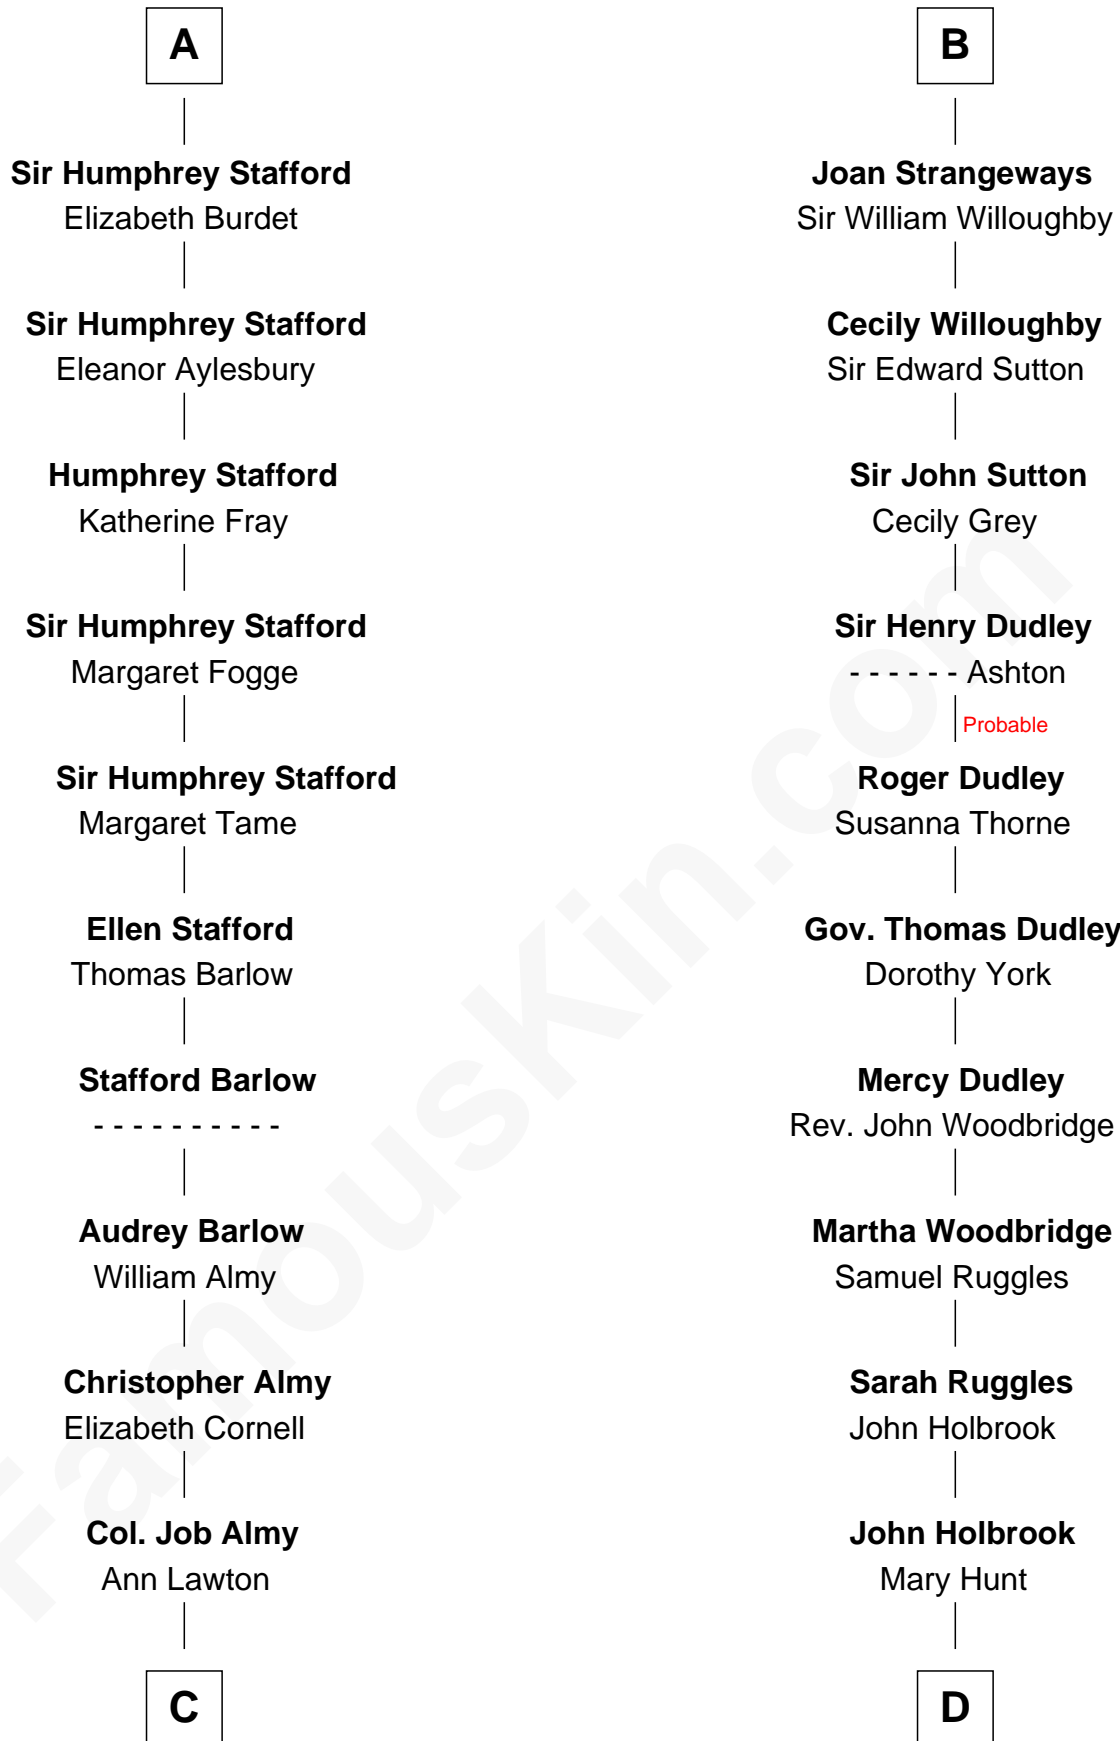 A
Sir Humphrey Stafford
Elizabeth Burdet
Sir Humphrey Stafford
Eleanor Aylesbury
Humphrey Stafford
Katherine Fray
Sir Humphrey Stafford
Margaret Fogge
Sir Humphrey Stafford
Margaret Tame
Ellen Stafford
Thomas Barlow
Stafford Barlow
- - - - - - - - - -
Audrey Barlow
William Almy
Christopher Almy
Elizabeth Cornell
Col. Job Almy
Ann Lawton
C
B
Joan Strangeways
Sir William Willoughby
Cecily Willoughby
Sir Edward Sutton
Sir John Sutton
Cecily Grey
Sir Henry Dudley
- - - - - - Ashton
Probable
Roger Dudley
Susanna Thorne
Gov. Thomas Dudley
Dorothy York
Mercy Dudley
Rev. John Woodbridge
Martha Woodbridge
Samuel Ruggles
Sarah Ruggles
John Holbrook
John Holbrook
Mary Hunt
D
FamousKin.com